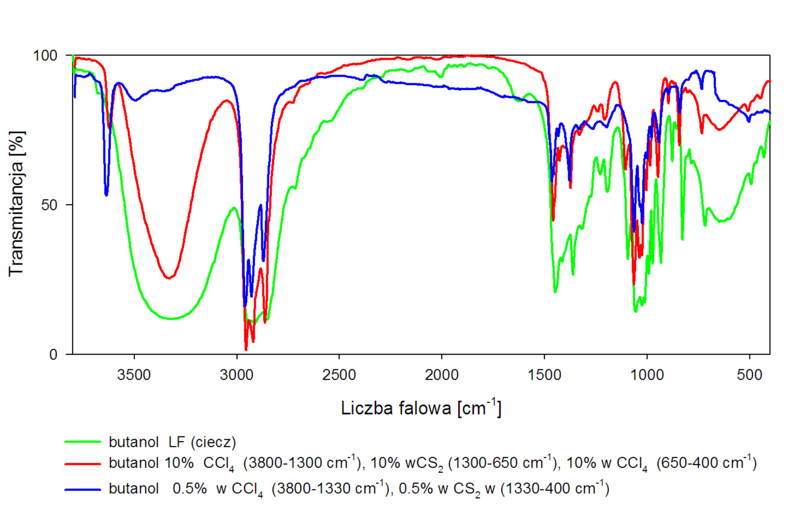 100
50
0
Transmitancja [%]
3500 3000 2500 2000 1500 1000 500
Liczba falowa [cm⁻¹]
butanol LF (ciecz)
butanol 10% CCl₄ (3800-1300 cm⁻¹), 10% wCS₂ (1300-650 cm⁻¹), 10% w CCl₄ (650-400 cm⁻¹)
butanol 0.5% w CCl₄ (3800-1330 cm⁻¹), 0.5% w CS₂ w (1330-400 cm⁻¹)